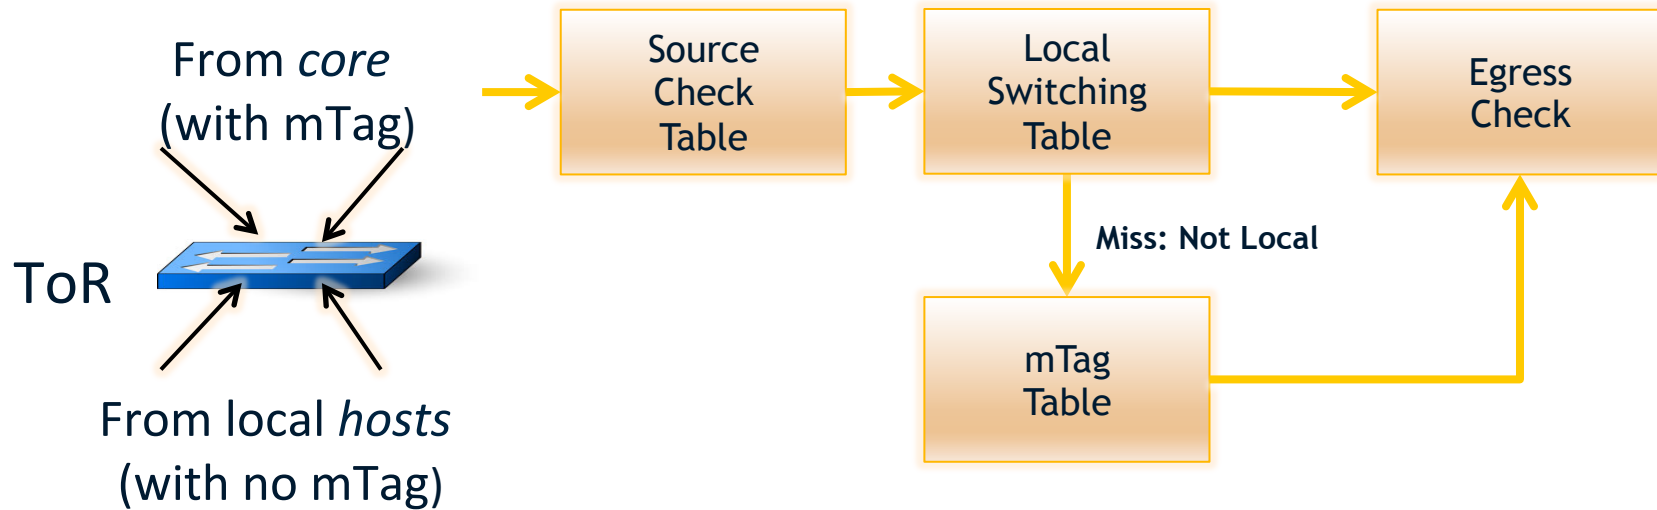 From core
(with mTag)
ToR
From local hosts
(with no mTag)
Source
Check
Table
Local
Switching
Table
Egress
Check
Miss: Not Local
mTag
Table